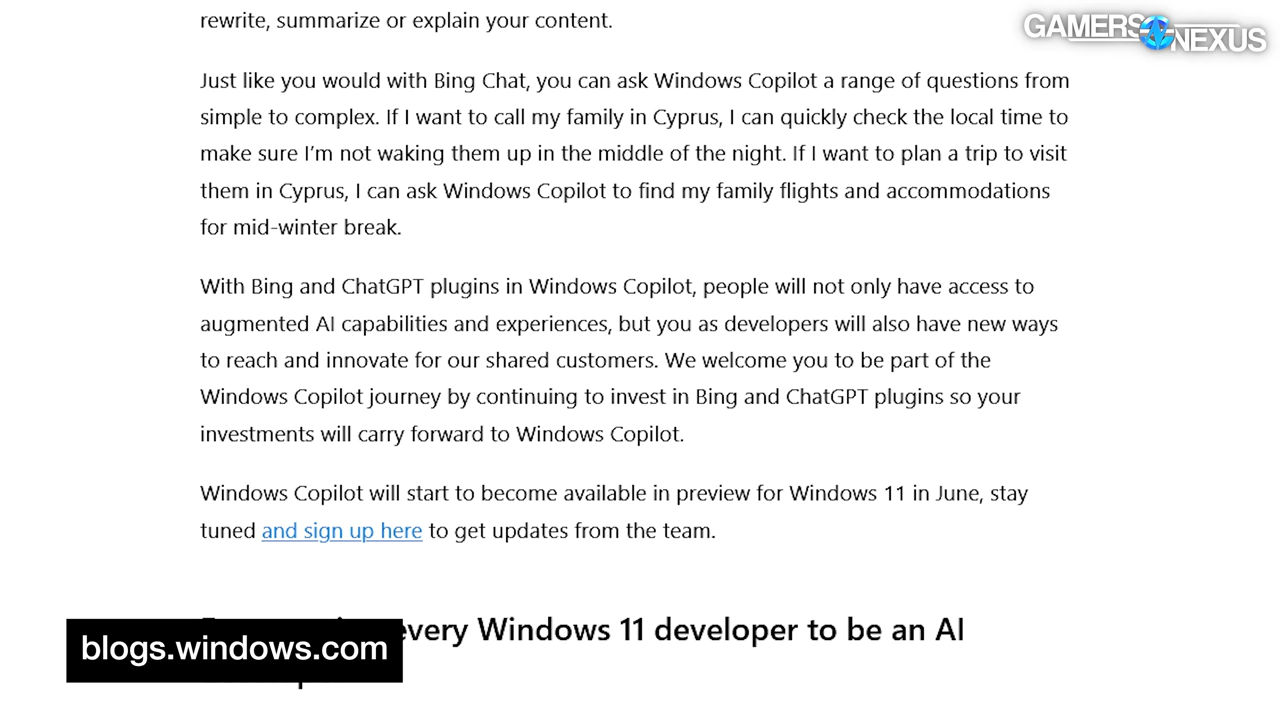 rewrite, summarize or explain your content.
GAMERS NEXUS
Just like you would with Bing Chat, you can ask Windows Copilot a range of questions from
simple to complex. If I want to call my family in Cyprus, I can quickly check the local time to
make sure I'm not waking them up in the middle of the night. If I want to plan a trip to visit
them in Cyprus, I can ask Windows Copilot to find my family flights and accommodations
for mid-winter break.
With Bing and ChatGPT plugins in Windows Copilot, people will not only have access to
augmented AI capabilities and experiences, but you as developers will also have new ways
to reach and innovate for our shared customers. We welcome you to be part of the
Windows Copilot journey by continuing to invest in Bing and ChatGPT plugins so your
investments will carry forward to Windows Copilot.
Windows Copilot will start to become available in preview for Windows 11 in June, stay
tuned and sign up here to get updates from the team.
every Windows 11 developer to be an AI
blogs.windows.com